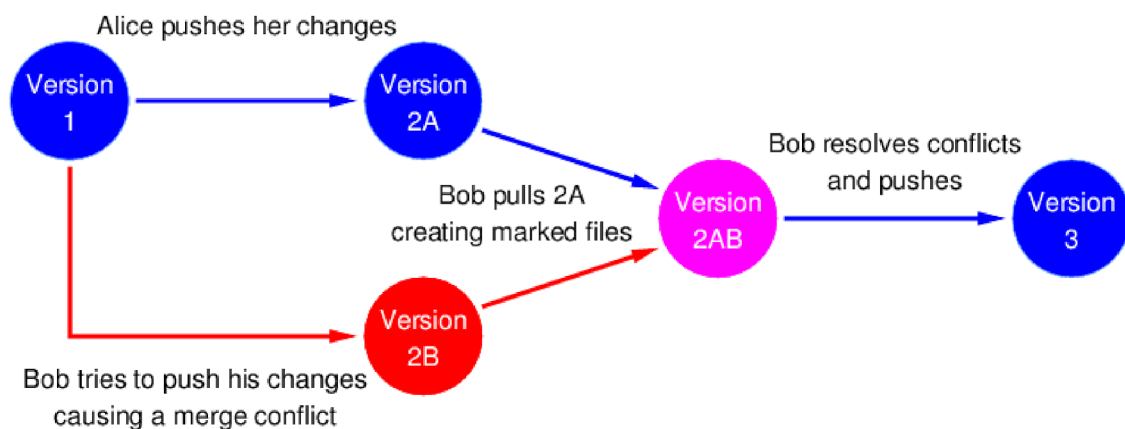 Alice pushes her changes
Version
1
Version
2A
Bob resolves conflicts
and pushes
Bob pulls 2A
creating marked files
Version
2AB
Version
3
Version
2B
Bob tries to push his changes
causing a merge conflict